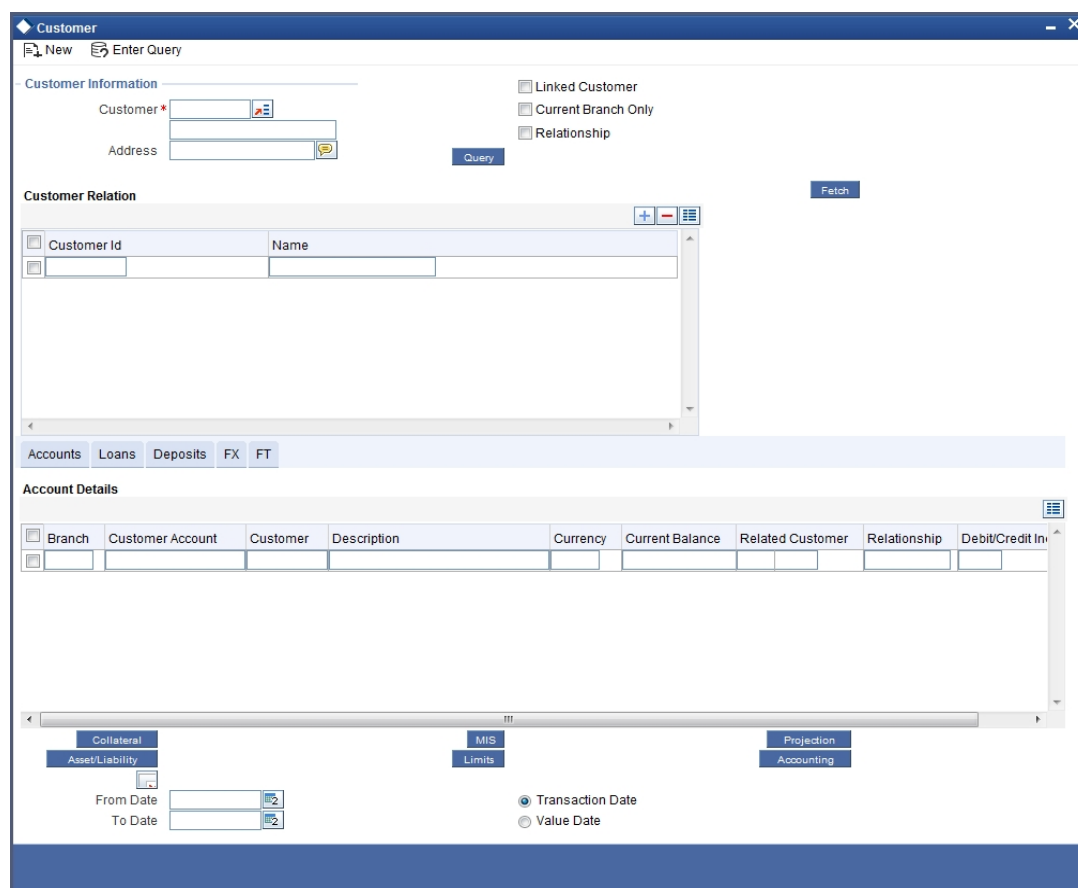 Customer
New Enter Query
Customer Information
Customer *
Address
Linked Customer
Current Branch Only
Relationship
Query
Fetch
Customer Relation
Customer Id Name
Accounts Loans Deposits FX FT
Account Details
Branch Customer Account Customer Description Currency Current Balance Related Customer Relationship Debit/Credit In
Collateral MIS Projection
Asset/Liability Limits Accounting
From Date Transaction Date
To Date Value Date